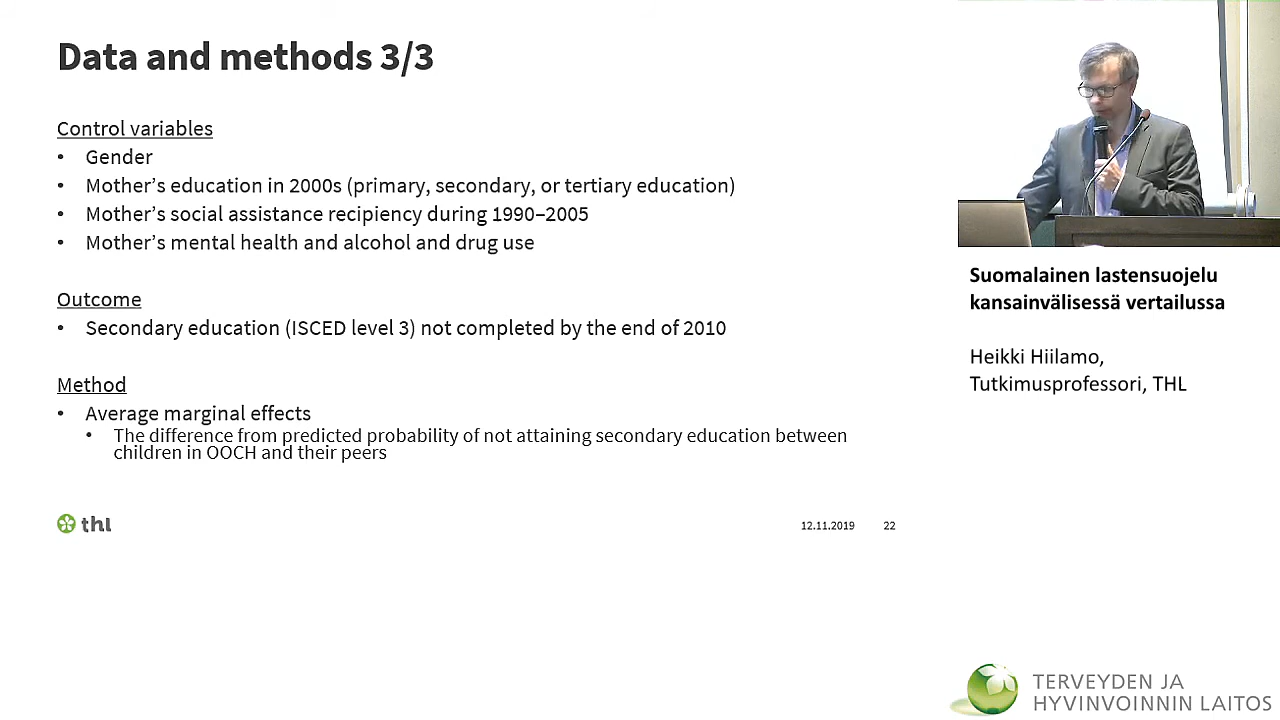 Data and methods 3/3
Control variables
• Gender
• Mother’s education in 2000s (primary, secondary, or tertiary education)
• Mother’s social assistance recipiency during 1990–2005
• Mother’s mental health and alcohol and drug use
Outcome
• Secondary education (ISCED level 3) not completed by the end of 2010
Method
• Average marginal effects
• The difference from predicted probability of not attaining secondary education between
children in OOCH and their peers
thl
12.11.2019 22
Suomalainen lastensuojelu
kansainvälisessä vertailussa
Heikki Hiilamo,
Tutkimusprofessori, THL
TERVEYDEN JA
HYVINVOINNIN LAITOS